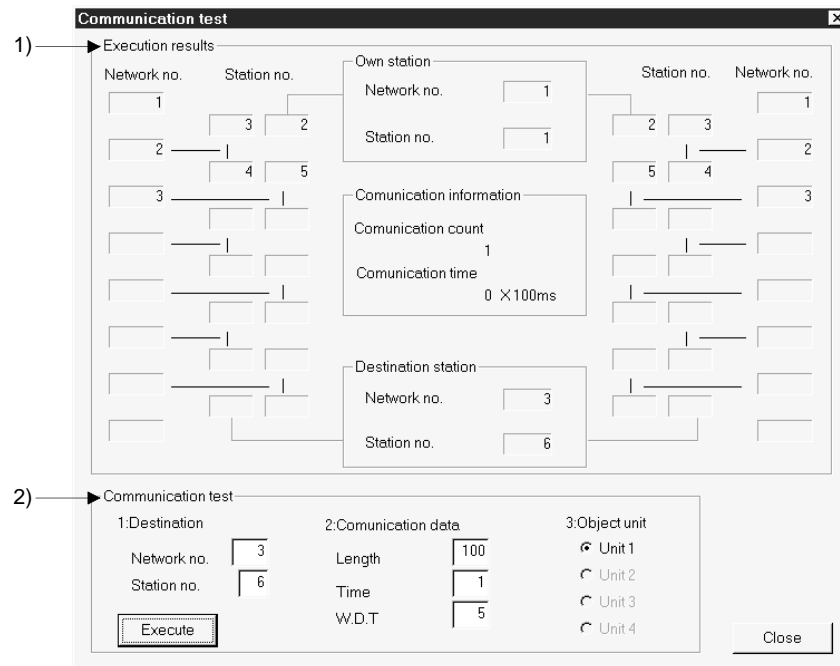 Communication test
1)
Execution results
Network no. Station no.
1
3 2
2
4 5
3
Own station
Network no. 1
Station no. 1
Comunication information
Comunication count
1
Comunication time
0 ×100ms
Destination station
Network no. 3
Station no. 6
Station no. Network no.
1
2 3
2
5 4
3
2)
Communication test
1:Destination
Network no. 3
Station no. 6
Execute
2:Comunication data
Length 100
Time 1
W.D.T 5
3:Object unit
Unit 1
Unit 2
Unit 3
Unit 4
Close